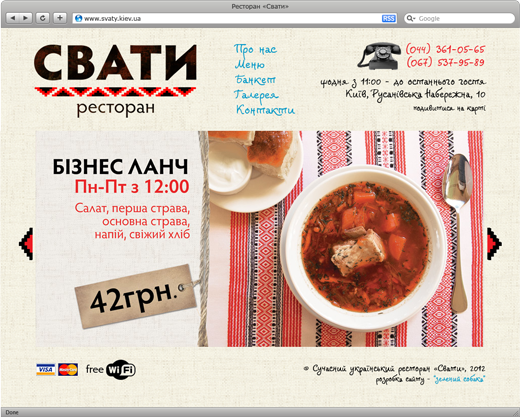 Ресторан «Свати»
www.svaty.kiev.ua
RSS
Google
СВАТИ
ресторан
Про нас
Меню
Банкет
Галерея
Контакти
(044) 361-05-65
(067) 537-95-89
щодня з 11:00 - до останнього гостя
Київ, Русанівська Набережна, 10
подивитися на карті
БІЗНЕС ЛАНЧ
Пн-Пт з 12:00
Салат, перша страва,
основна страва,
напій, свіжий хліб
42грн.
VISA MasterCard free Wi Fi
© Сучасний український ресторан «Свати», 2012
розробка сайту - "зелений собака"
Done